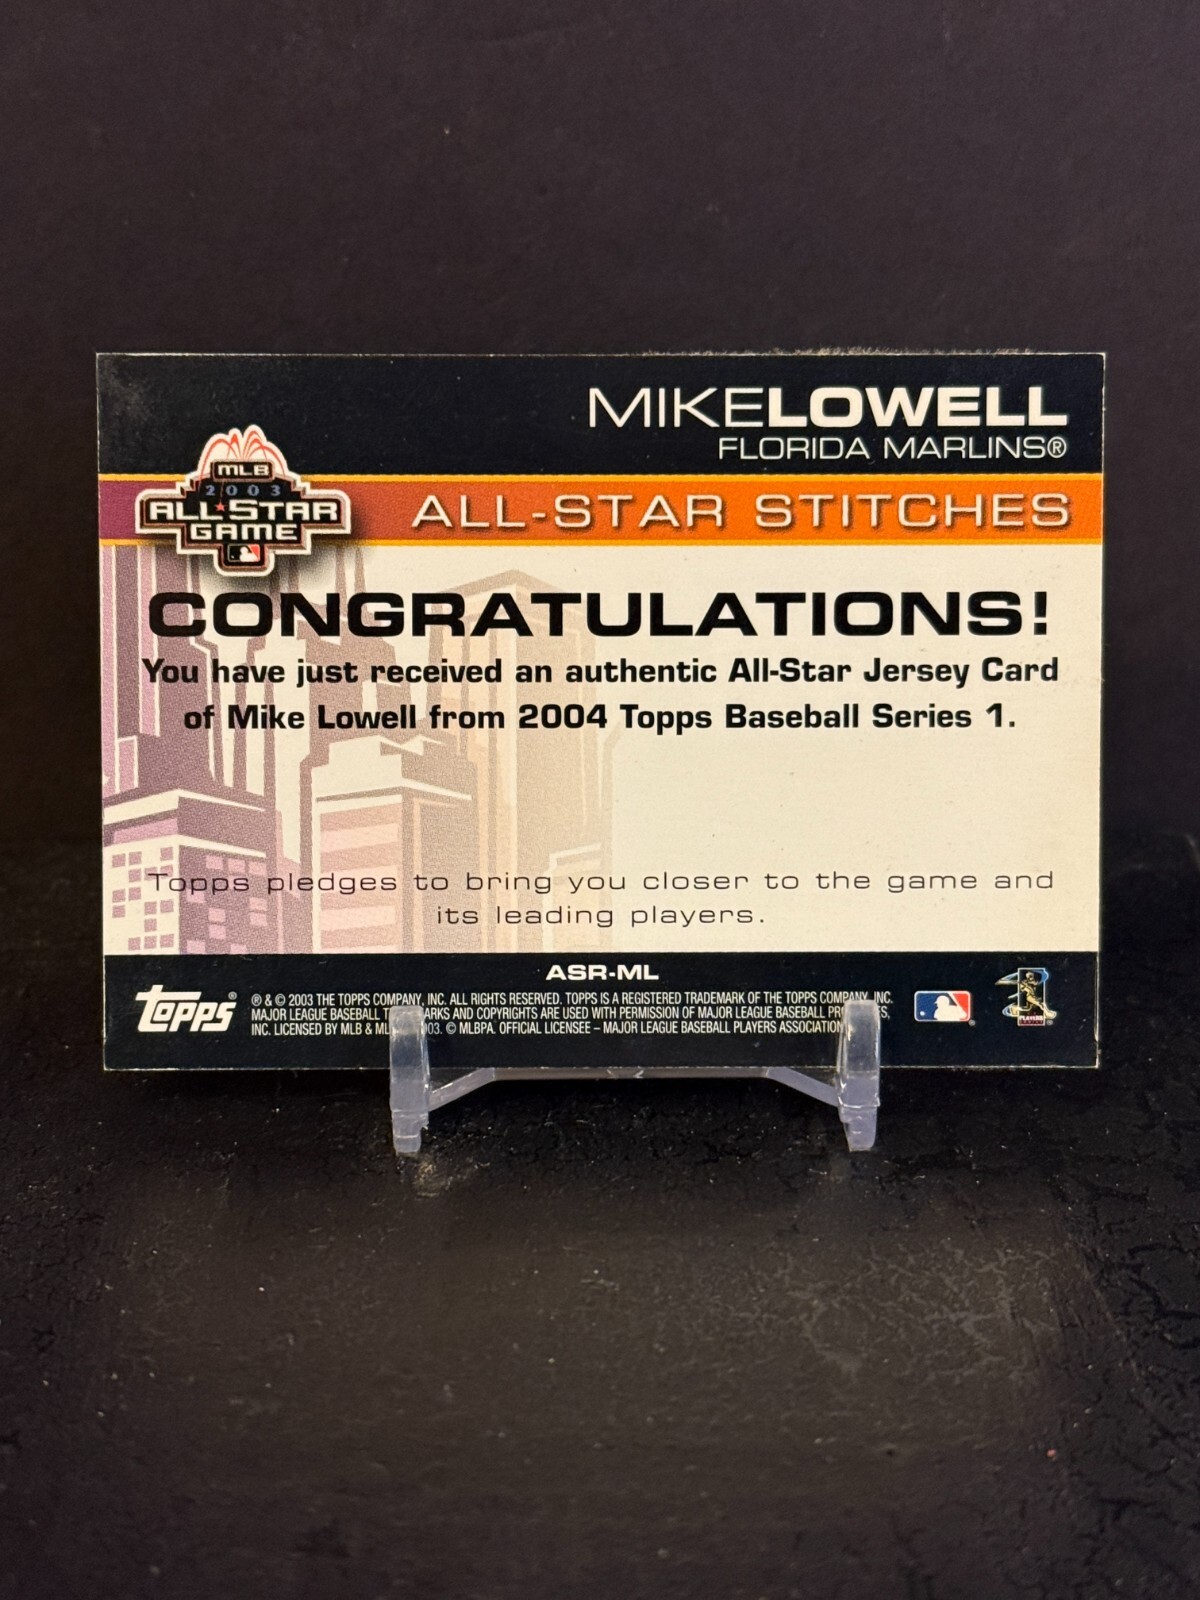 MIKELOWELL
FLORIDA MARLINS®
MLB
2003
ALL★STAR
GAME
ALL-STAR STITCHES
CONGRATULATIONS!
You have just received an authentic All-Star Jersey Card
of Mike Lowell from 2004 Topps Baseball Series 1.
Topps pledges to bring you closer to the game and
its leading players.
ASR-ML
TOPPS®
® & © 2003 THE TOPPS COMPANY, INC. ALL RIGHTS RESERVED. TOPPS IS A REGISTERED TRADEMARK OF THE TOPPS COMPANY, INC.
MAJOR LEAGUE BASEBALL ARKS AND COPYRIGHTS ARE USED WITH PERMISSION OF MAJOR LEAGUE BASEBALL
INC. LICENSED BY MLB & 03. © MLBPA. OFFICIAL LICENSEE – MAJOR LEAGUE BASEBALL PLAYERS ASSOCIATION
PLAYERS